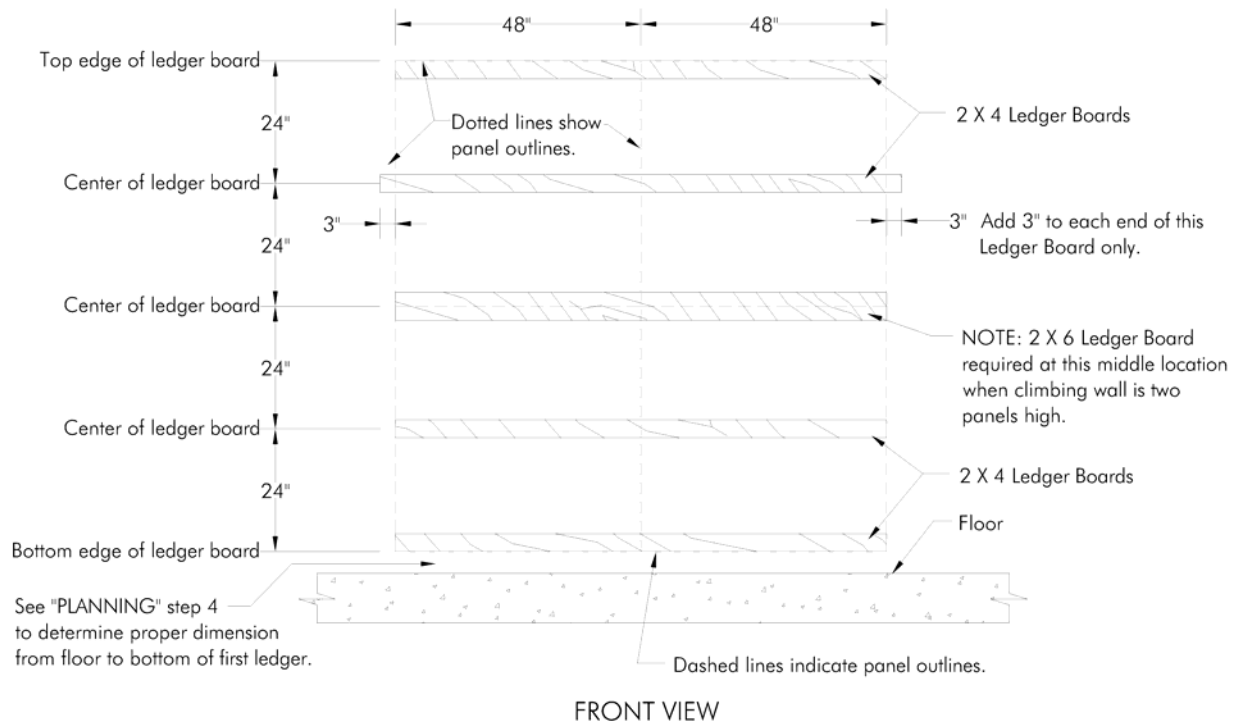 48" 48"
Top edge of ledger board
24"
Dotted lines show
panel outlines.
2 X 4 Ledger Boards
Center of ledger board
3"
3" Add 3" to each end of this
Ledger Board only.
24"
Center of ledger board
NOTE: 2 X 6 Ledger Board
required at this middle location
when climbing wall is two
panels high.
24"
Center of ledger board
24"
2 X 4 Ledger Boards
Floor
Bottom edge of ledger board
See "PLANNING" step 4
to determine proper dimension
from floor to bottom of first ledger.
Dashed lines indicate panel outlines.
FRONT VIEW